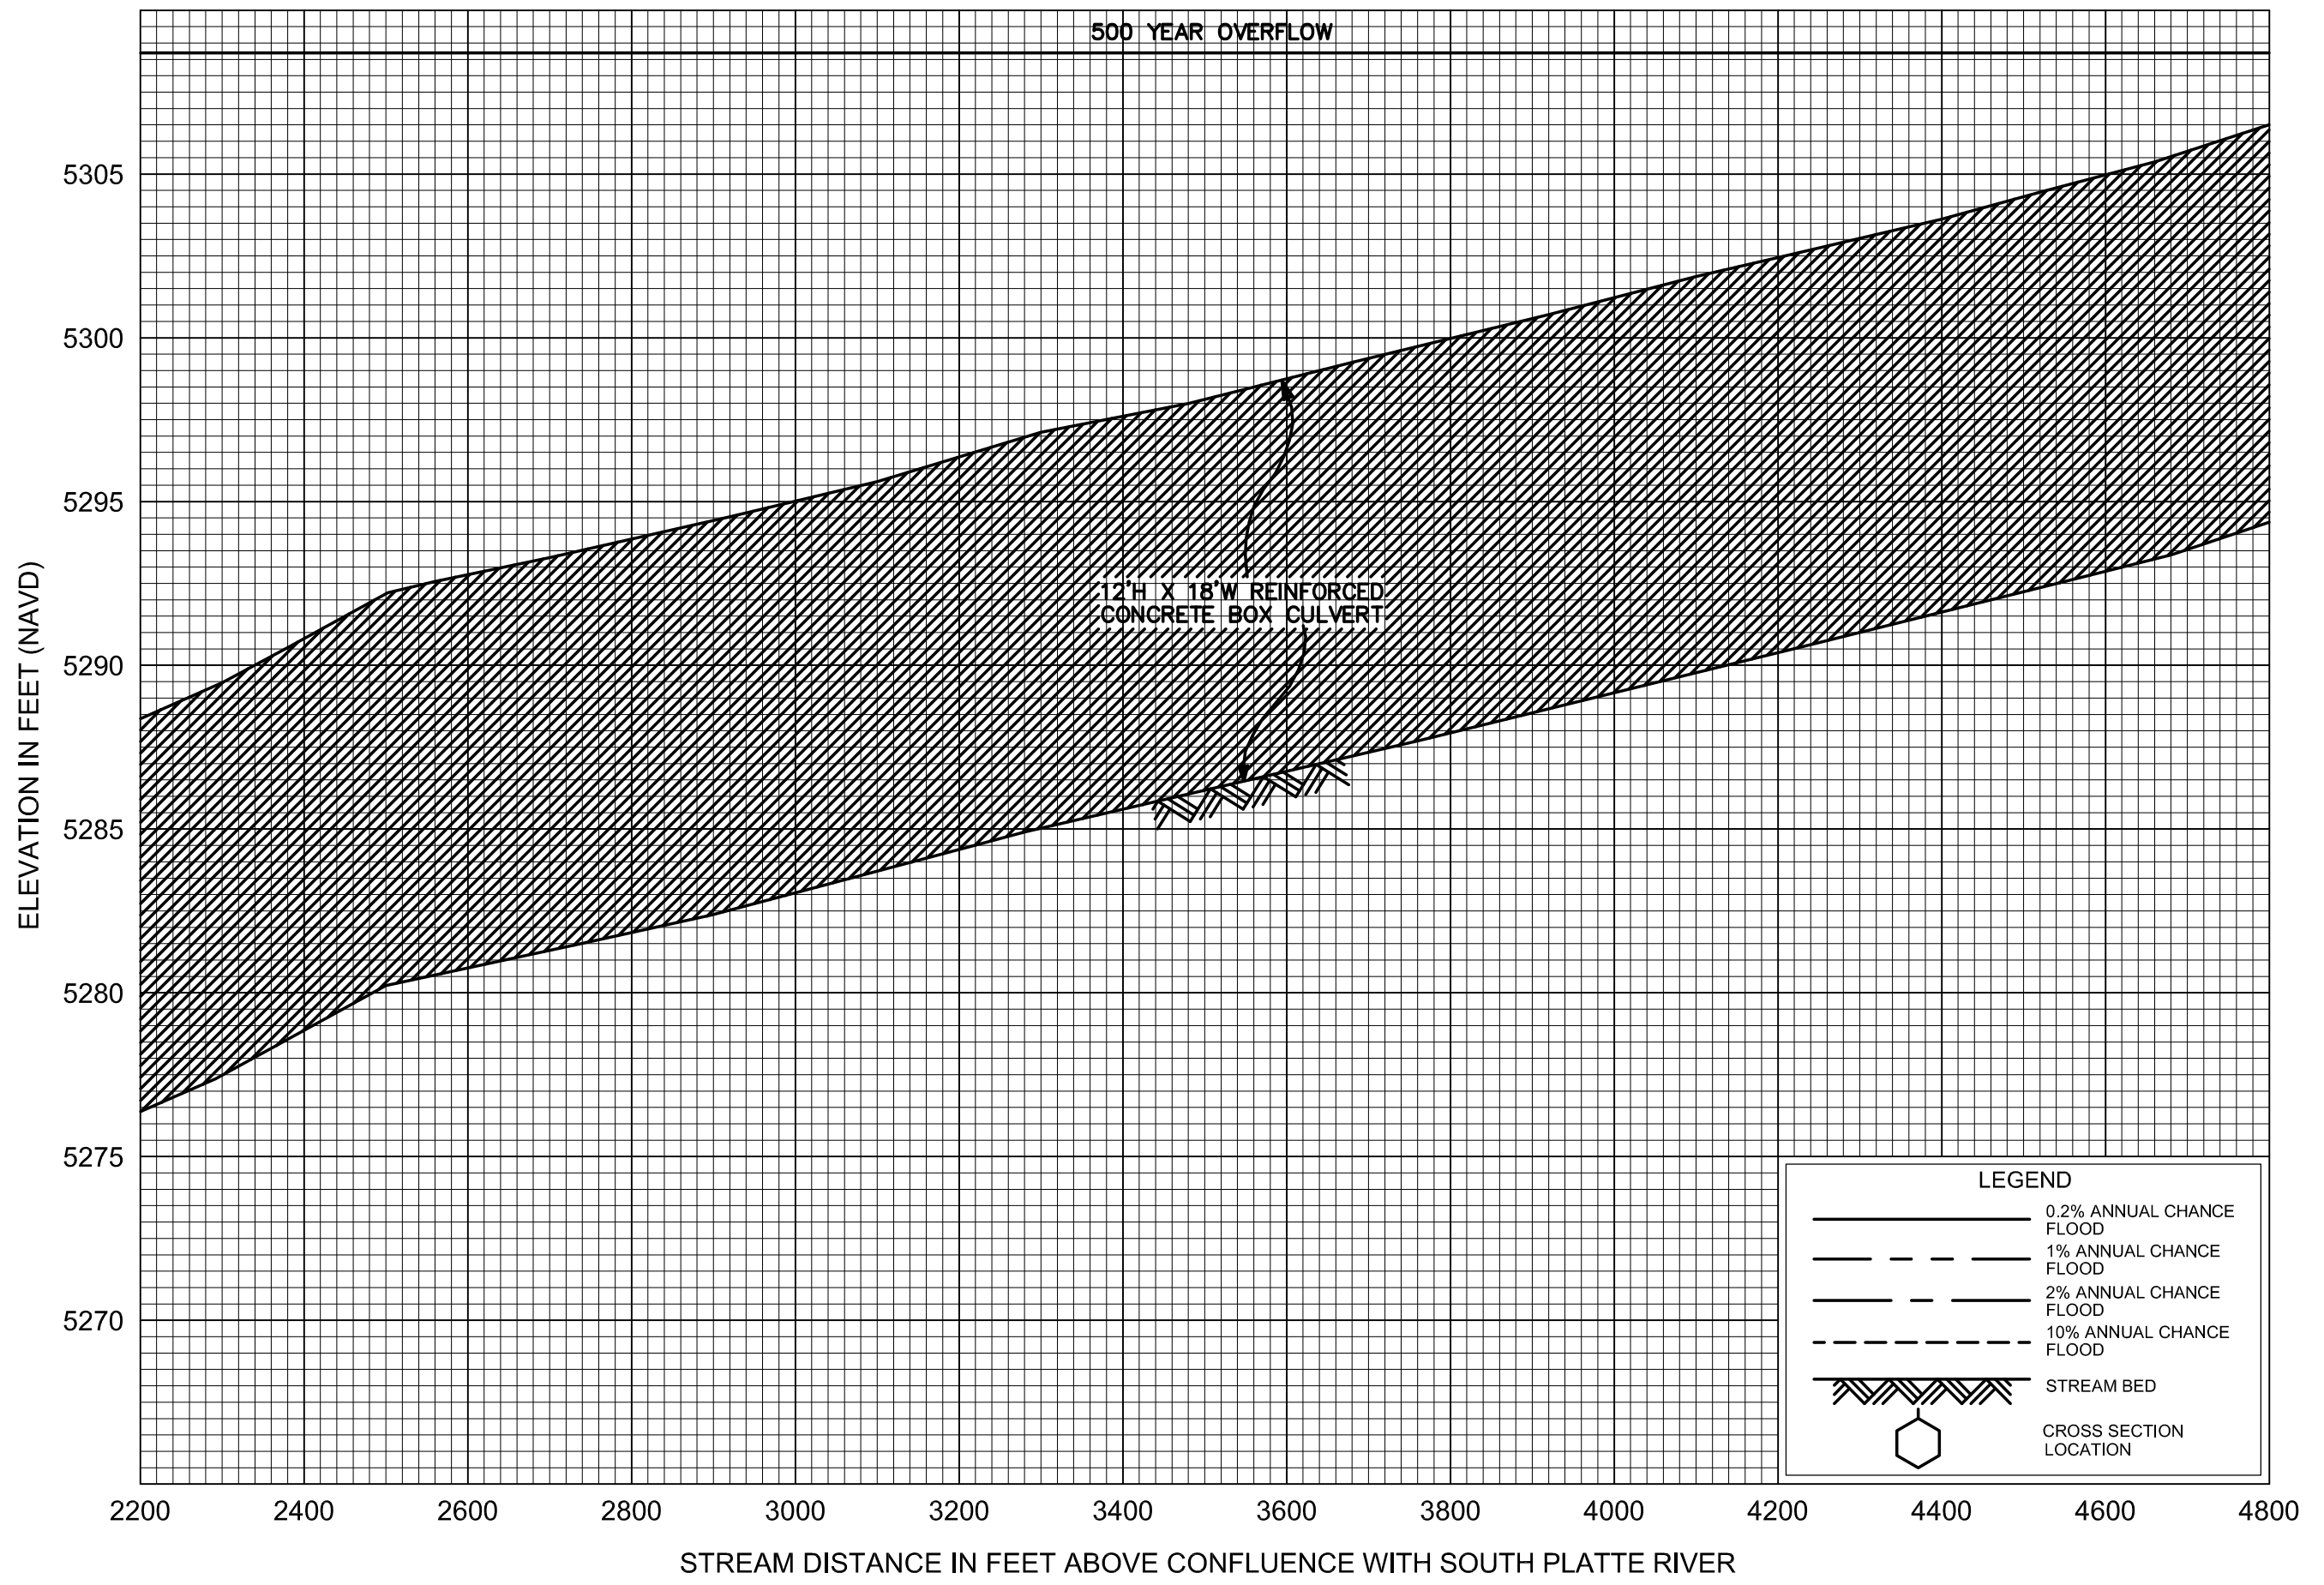 500 YEAR OVERFLOW
5305
5300
5295
5290
5285
5280
5275
5270
ELEVATION IN FEET (NAVD)
12'H X 18'W REINFORCED
CONCRETE BOX CULVERT
LEGEND
0.2% ANNUAL CHANCE
FLOOD
1% ANNUAL CHANCE
FLOOD
2% ANNUAL CHANCE
FLOOD
10% ANNUAL CHANCE
FLOOD
STREAM BED
CROSS SECTION
LOCATION
2200 2400 2600 2800 3000 3200 3400 3600 3800 4000 4200 4400 4600 4800
STREAM DISTANCE IN FEET ABOVE CONFLUENCE WITH SOUTH PLATTE RIVER